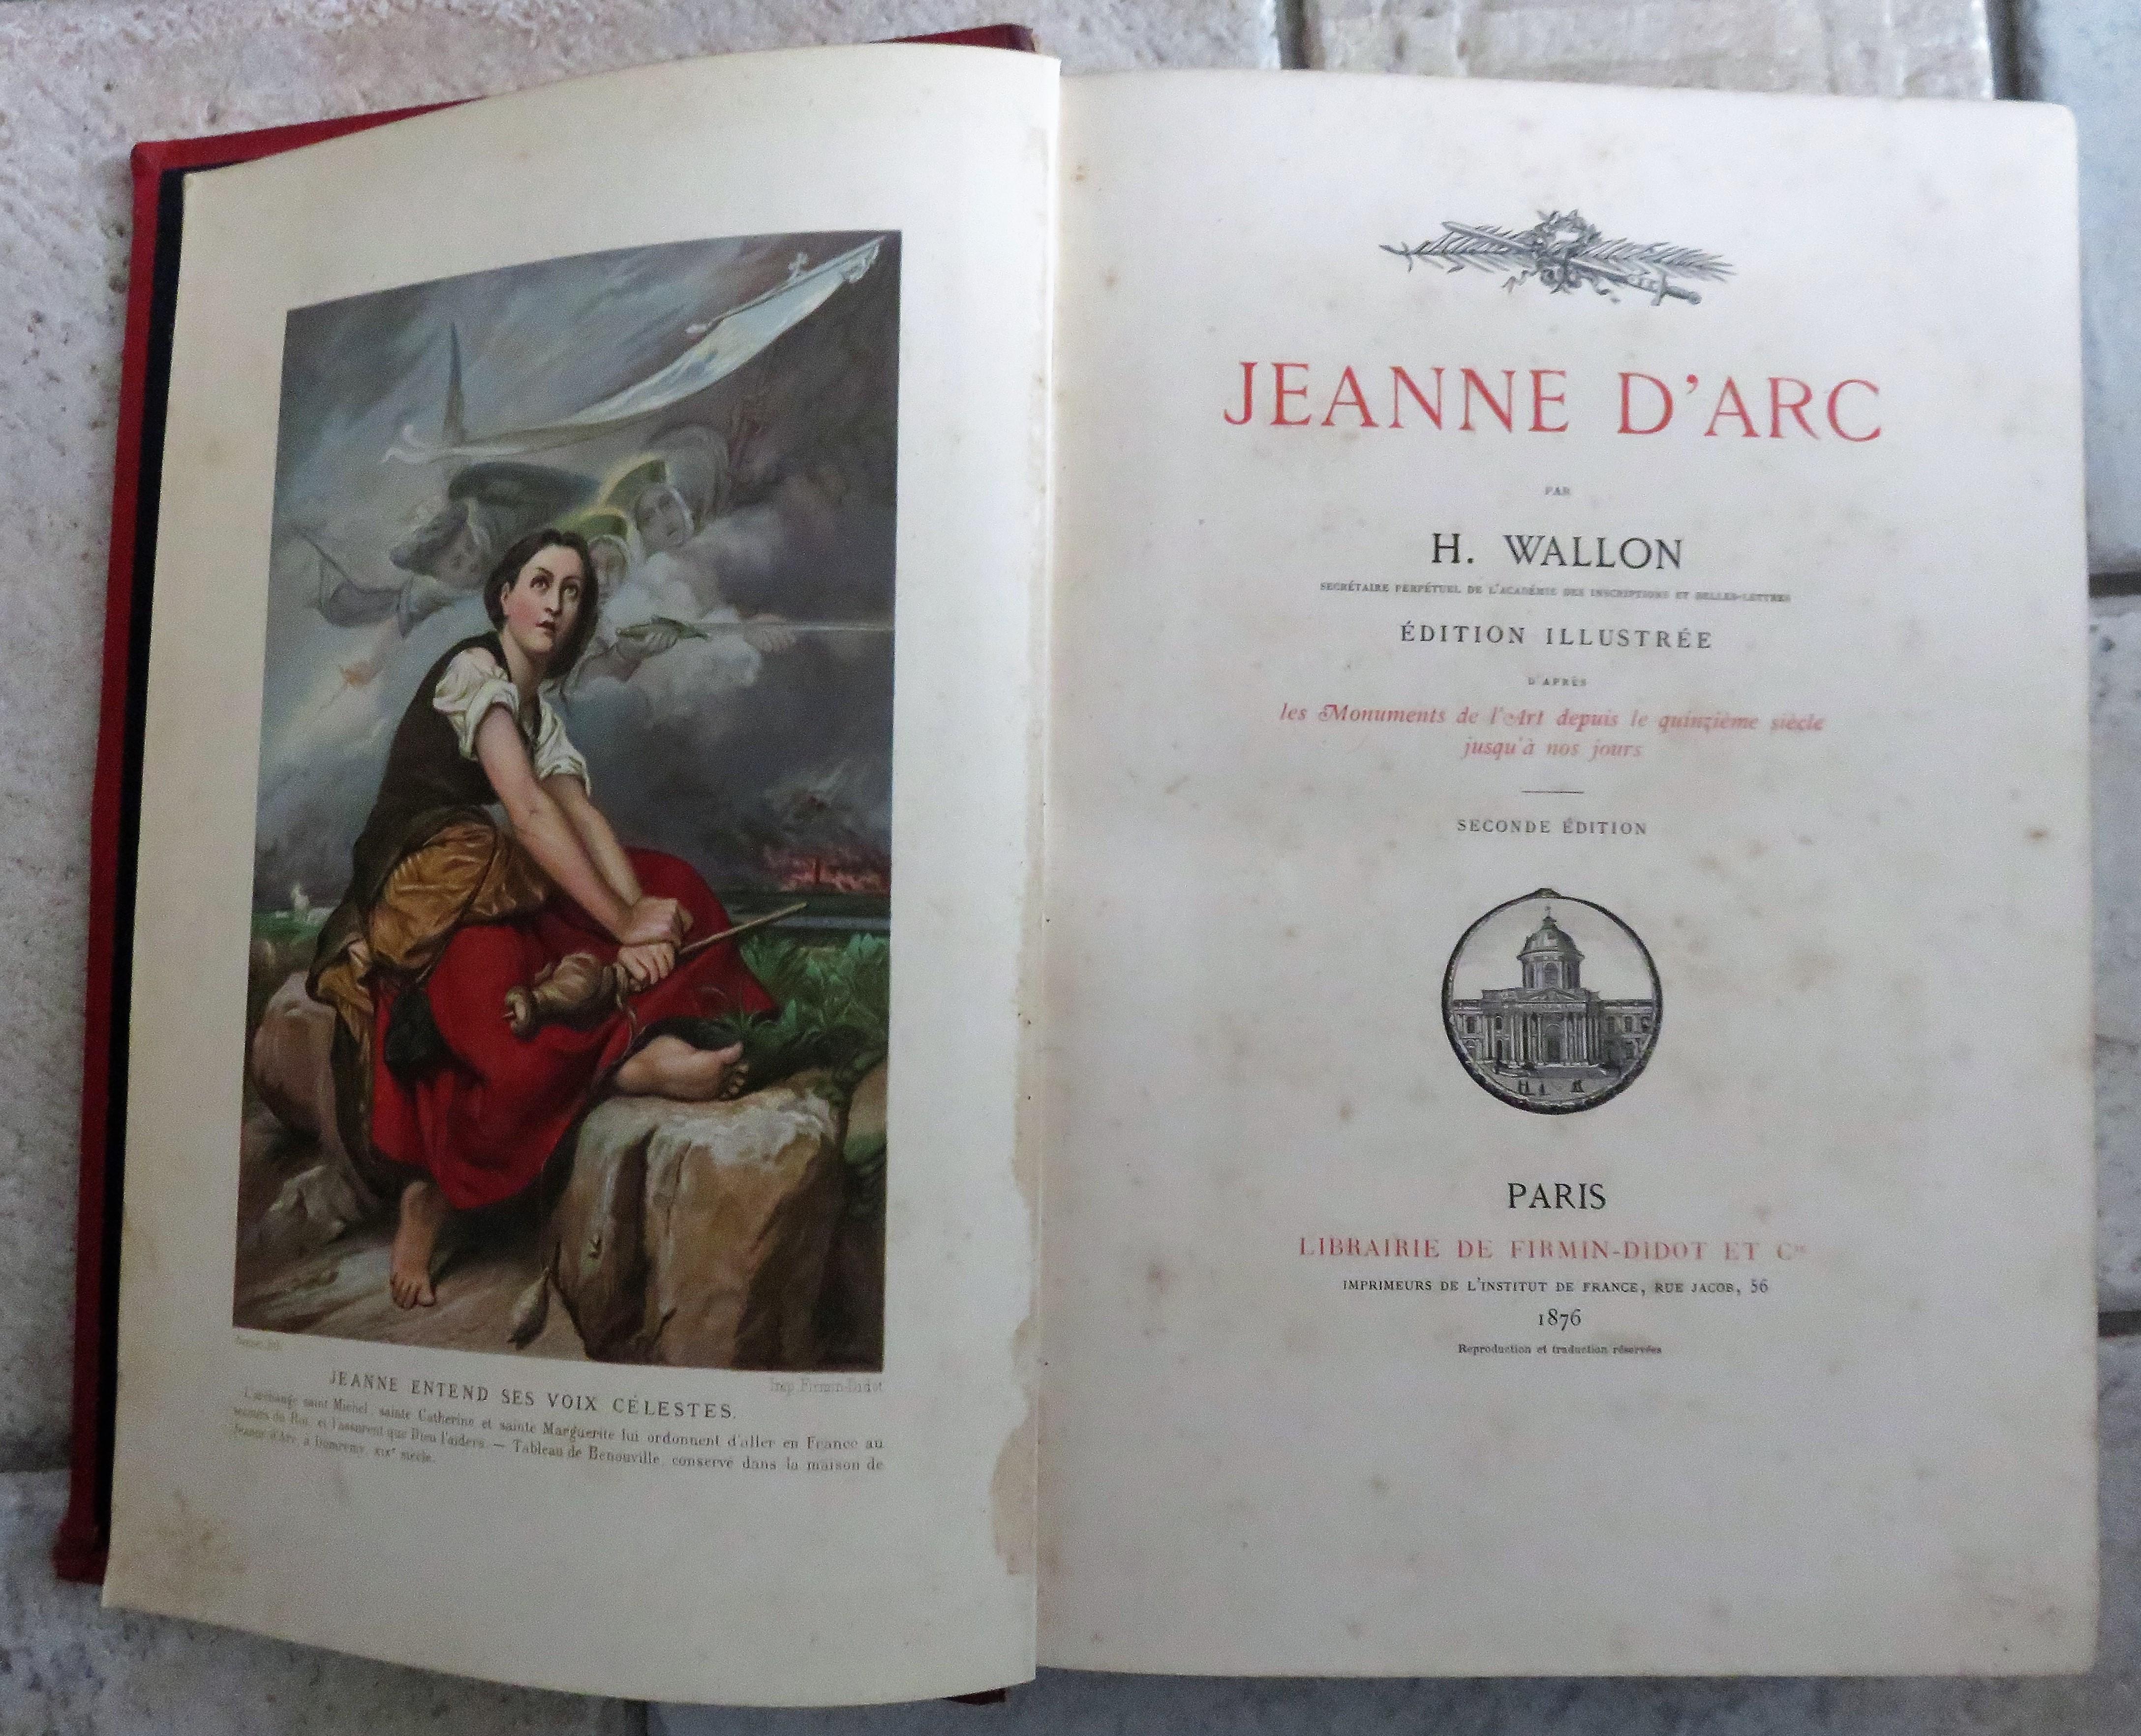 Imp. Firmin-Didot
JEANNE ENTEND SES VOIX CÉLESTES.
L'archange saint Michel, sainte Catherine et sainte Marguerite lui ordonnent d'aller en France au
secours du Roi, et l'assurent que Dieu l'aidera. — Tableau de Benouville, conservé dans la maison de
Jeanne d'Arc, à Domremy, XIXe siècle.
JEANNE D'ARC
PAR
H. WALLON
SECRÉTAIRE PERPÉTUEL DE L'ACADÉMIE DES INSCRIPTIONS ET BELLES-LETTRES
ÉDITION ILLUSTRÉE
D'APRÈS
les Monuments de l'Art depuis le quinzième siècle
jusqu'à nos jours
SECONDE ÉDITION
PARIS
LIBRAIRIE DE FIRMIN-DIDOT ET Cie
IMPRIMEURS DE L'INSTITUT DE FRANCE, RUE JACOB, 56
1876
Reproduction et traduction réservées